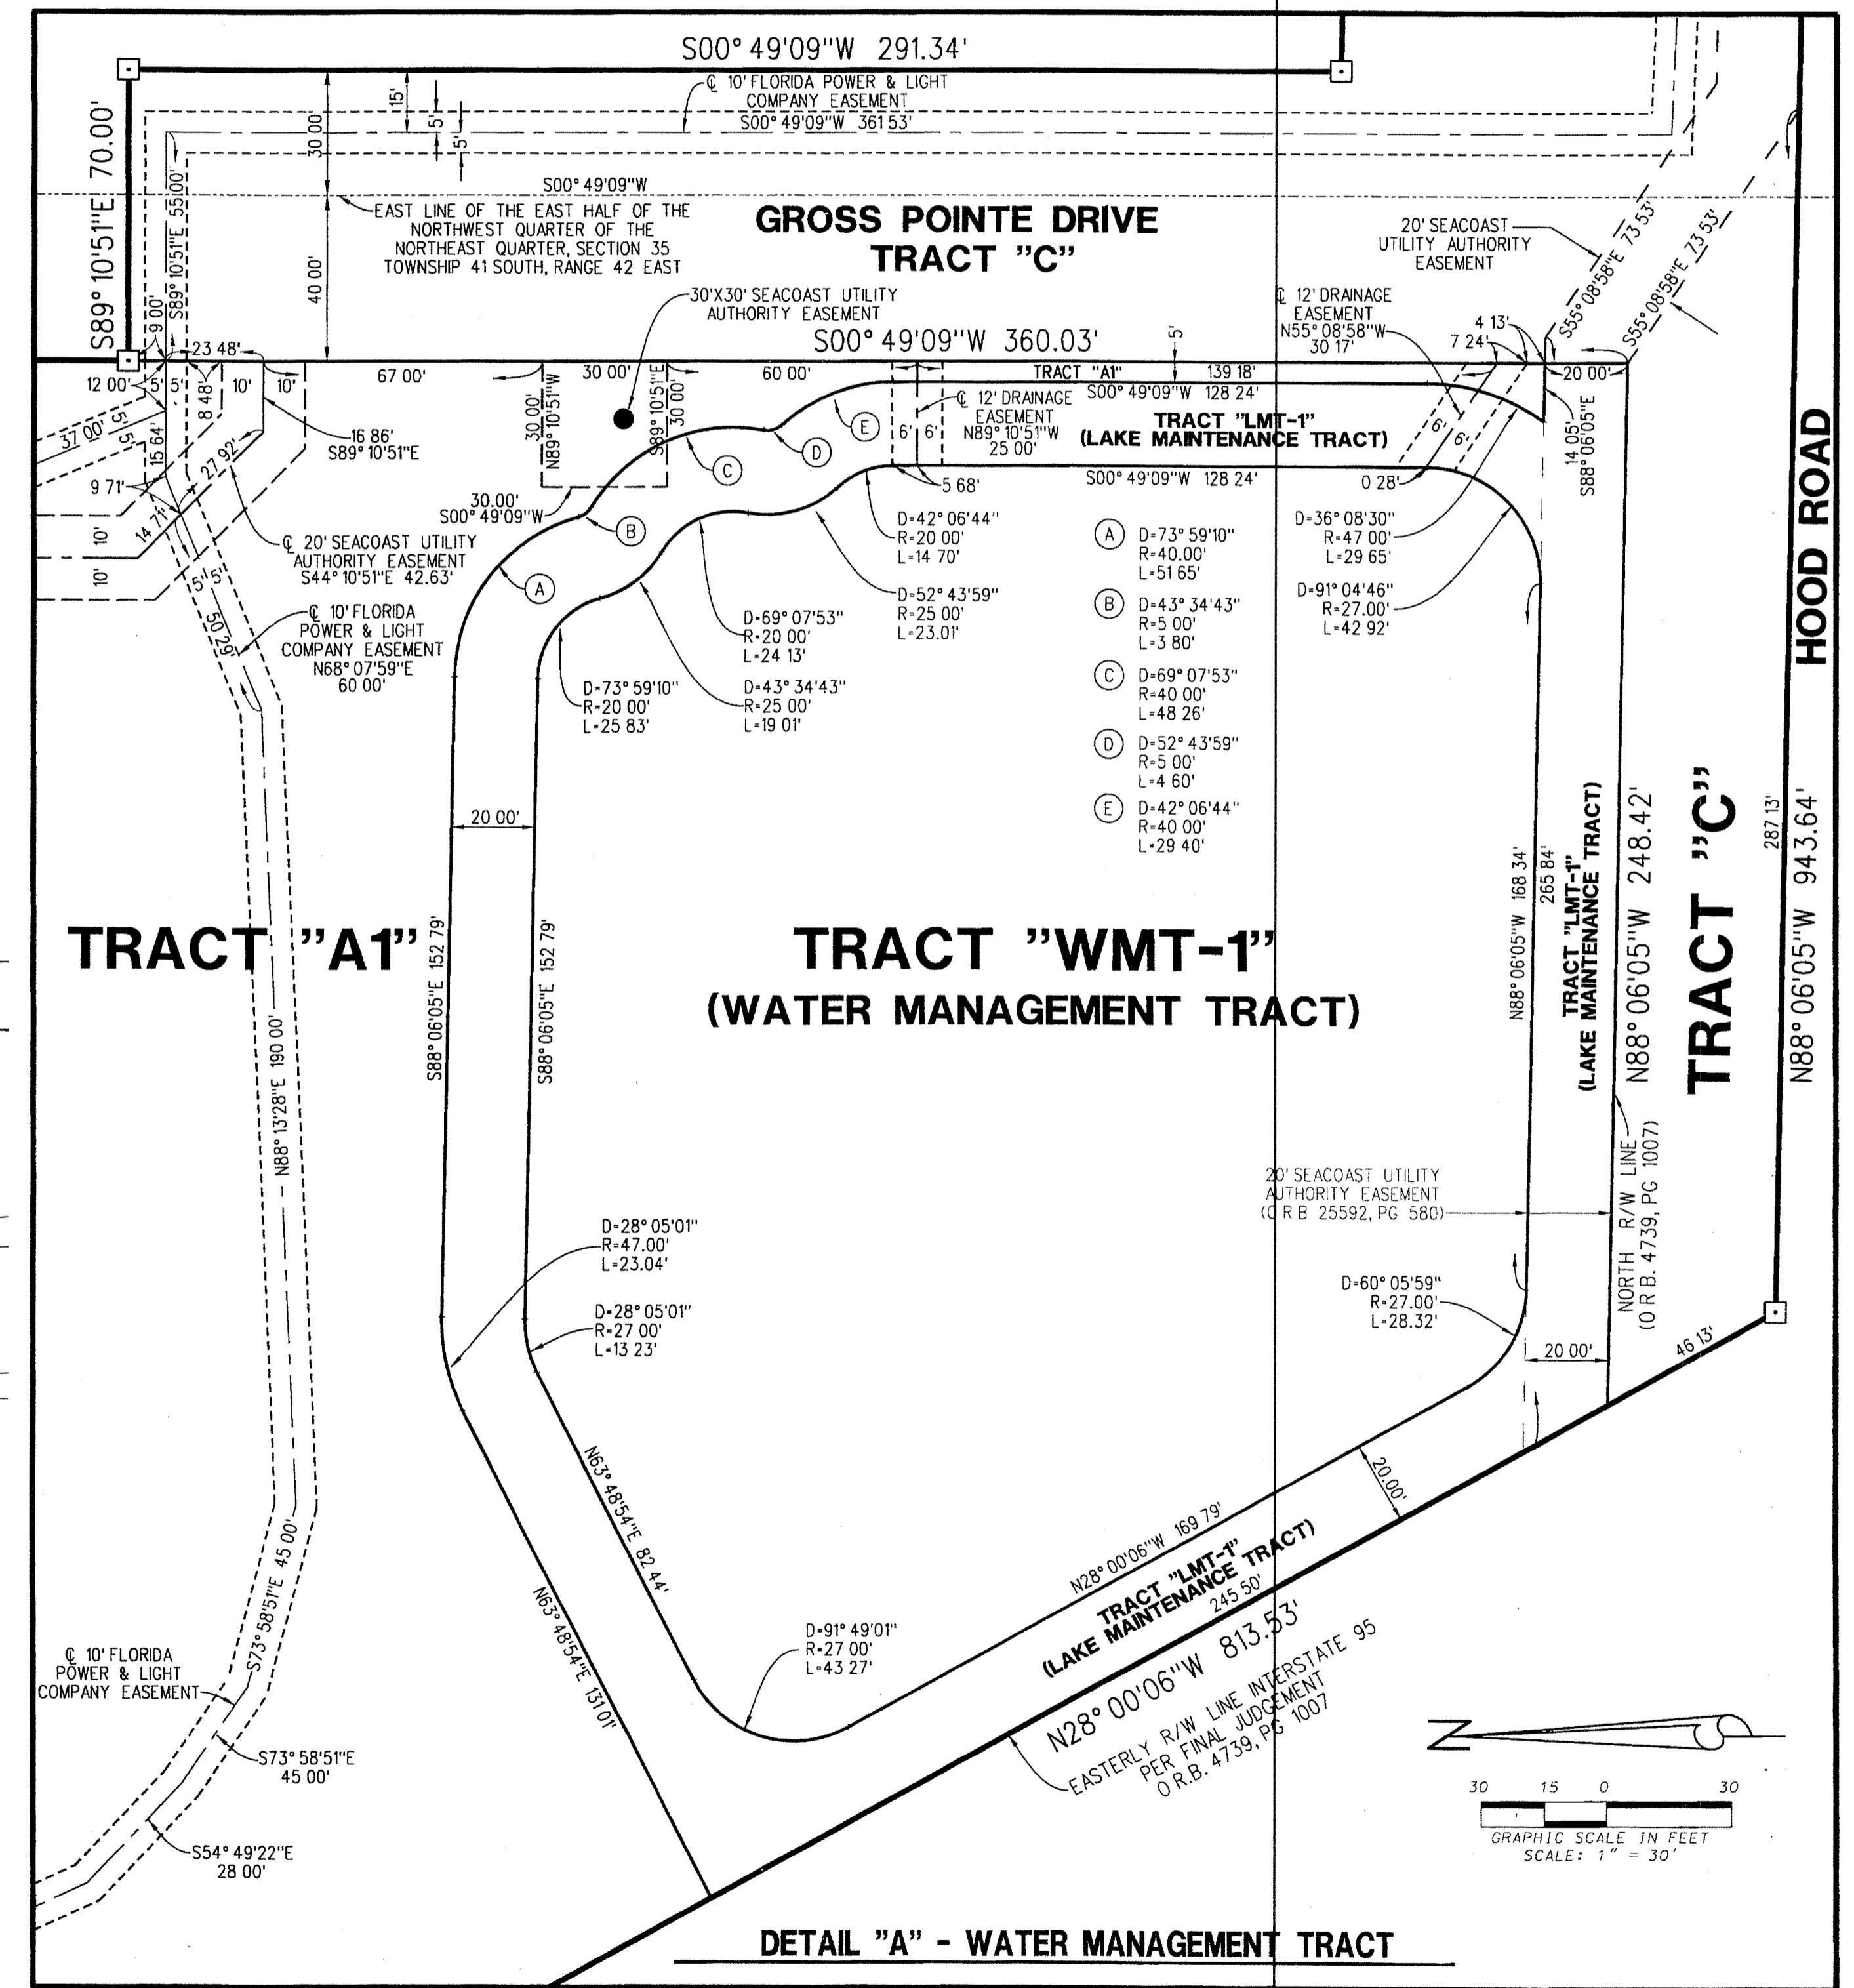 S00°49'09"W 291.34'
℄ 10' FLORIDA POWER & LIGHT
COMPANY EASEMENT
S00°49'09"W 361 53'
15'
5'
5'
30 00'
S89°10'51"E 70.00'
S89°10'51"E 55 00'
S00°49'09"W
EAST LINE OF THE EAST HALF OF THE
NORTHWEST QUARTER OF THE
NORTHEAST QUARTER, SECTION 35
TOWNSHIP 41 SOUTH, RANGE 42 EAST
40 00'
GROSS POINTE DRIVE
TRACT "C"
20' SEACOAST
UTILITY AUTHORITY
EASEMENT
S55°08'58"E 73 53'
S55°08'58"E 73 53'
30'X30' SEACOAST UTILITY
AUTHORITY EASEMENT
S00°49'09"W 360.03'
5'
℄ 12' DRAINAGE
EASEMENT
N55°08'58"W
30 17'
7 24'
4 13'
20 00'
9 00'
23 48'
12 00'
5'
5'
8 48'
10'
10'
67 00'
30 00'
60 00'
TRACT "A1"
139 18'
S00°49'09"W 128 24'
30 00'
N89°10'51"W
S89°10'51"E
30 00'
℄ 12' DRAINAGE
EASEMENT
N89°10'51"W
25 00'
6'
6'
TRACT "LMT-1"
(LAKE MAINTENANCE TRACT)
6'
6'
14 05'
S88°06'05"E
37 00'
5'
5'
15 64'
16 86'
S89°10'51"E
27 92'
9 71'
14 71'
10'
10'
30.00'
S00°49'09"W
5 68'
S00°49'09"W 128 24'
0 28'
℄ 20' SEACOAST UTILITY
AUTHORITY EASEMENT
S44°10'51"E 42.63'
5'
5'
50 29'
℄ 10' FLORIDA
POWER & LIGHT
COMPANY EASEMENT
N68°07'59"E
60 00'
A
B
C
D
E
D=42°06'44"
R=20 00'
L=14 70'
D=52°43'59"
R=25 00'
L=23.01'
D=69°07'53"
R=20 00'
L=24 13'
D=43°34'43"
R=25 00'
L=19 01'
D=73°59'10"
R=20 00'
L=25 83'
A D=73°59'10"
R=40.00'
L=51 65'
B D=43°34'43"
R=5 00'
L=3 80'
C D=69°07'53"
R=40 00'
L=48 26'
D D=52°43'59"
R=5 00'
L=4 60'
E D=42°06'44"
R=40 00'
L=29 40'
D=36°08'30"
R=47 00'
L=29 65'
D=91°04'46"
R=27.00'
L=42 92'
HOOD ROAD
N88°06'05"W 943.64'
287 13'
TRACT "C"
N88°06'05"W 248.42'
TRACT "LMT-1"
(LAKE MAINTENANCE TRACT)
265 84'
N88°06'05"W 168 34'
20 00'
S88°06'05"E 152 79'
S88°06'05"E 152 79'
TRACT "A1"
TRACT "WMT-1"
(WATER MANAGEMENT TRACT)
N88°13'28"E 190 00'
20' SEACOAST UTILITY
AUTHORITY EASEMENT
(O R B 25592, PG 580)
NORTH R/W LINE
(O R B. 4739, PG 1007)
D=28°05'01"
R=47.00'
L=23.04'
D=28°05'01"
R=27 00'
L=13 23'
D=60°05'59"
R=27.00'
L=28.32'
20 00'
46 13'
N63°48'54"E 82 44'
N63°48'54"E 131 01'
20.00'
N28°00'06"W 169 79'
TRACT "LMT-1"
(LAKE MAINTENANCE TRACT)
245 50'
N28°00'06"W 813.53'
EASTERLY R/W LINE INTERSTATE 95
PER FINAL JUDGEMENT
O R.B. 4739, PG 1007
D=91°49'01"
R=27 00'
L=43 27'
S73°58'51"E 45 00'
℄ 10' FLORIDA
POWER & LIGHT
COMPANY EASEMENT
S73°58'51"E
45 00'
S54°49'22"E
28 00'
N
30 15 0 30
GRAPHIC SCALE IN FEET
SCALE: 1" = 30'
DETAIL "A" - WATER MANAGEMENT TRACT